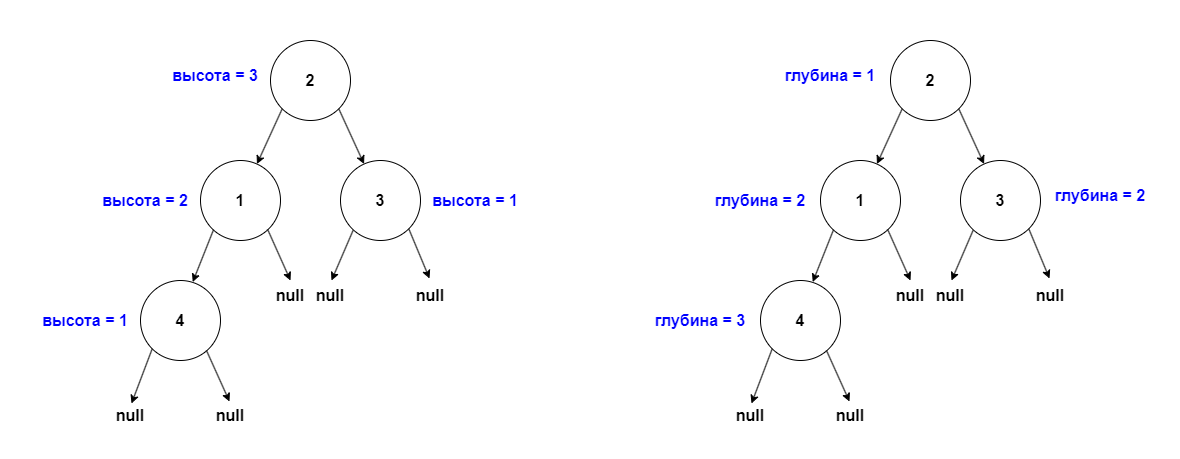 высота = 3
2
высота = 2
1
3
высота = 1
null
null
null
высота = 1
4
null
null
глубина = 1
2
глубина = 2
1
3
глубина = 2
null
null
null
глубина = 3
4
null
null